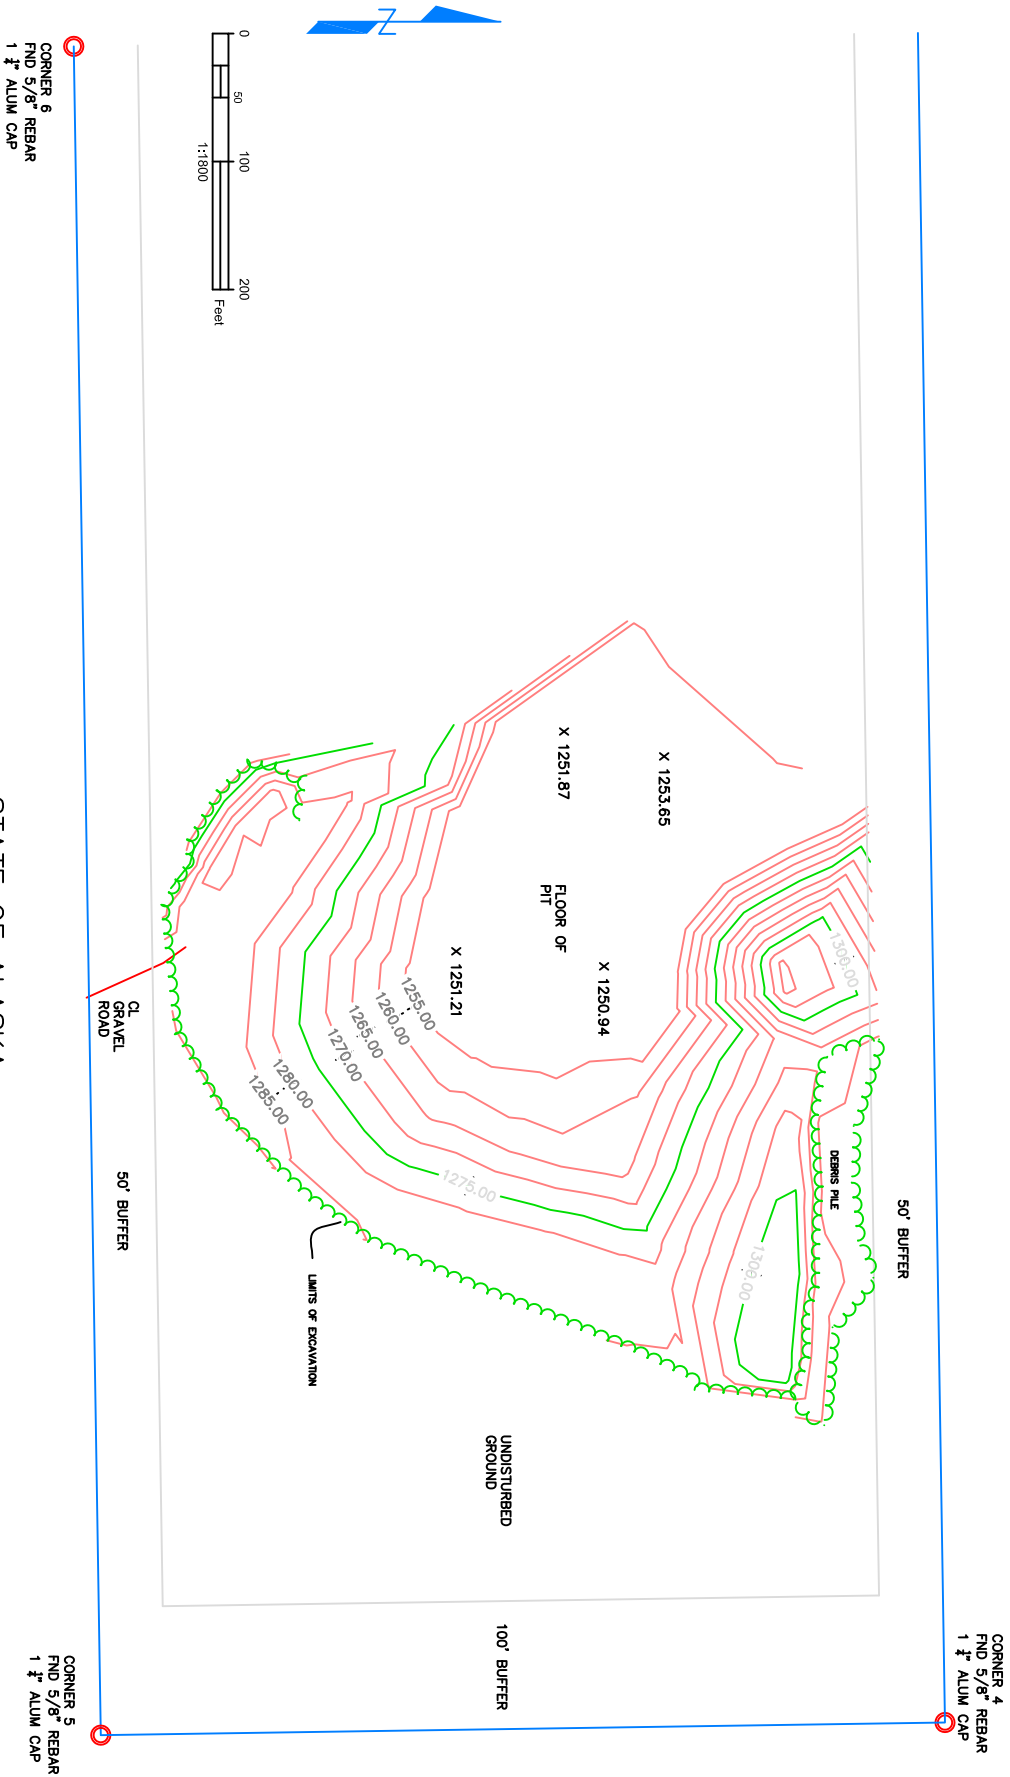 CORNER 6
FND 5/8" REBAR
1 ¼" ALUM CAP
N
0
50
100
200
1:1800
Feet
X 1253.65
X 1251.87
FLOOR OF
PIT
X 1251.21
X 1250.94
1300.00
1255.00
1260.00
1265.00
1270.00
1280.00
1285.00
1275.00
1300.00
CL
GRAVEL
ROAD
DEBRIS PILE
50' BUFFER
50' BUFFER
LIMITS OF EXCAVATION
UNDISTURBED
GROUND
100' BUFFER
CORNER 4
FND 5/8" REBAR
1 ¼" ALUM CAP
CORNER 5
FND 5/8" REBAR
1 ¼" ALUM CAP